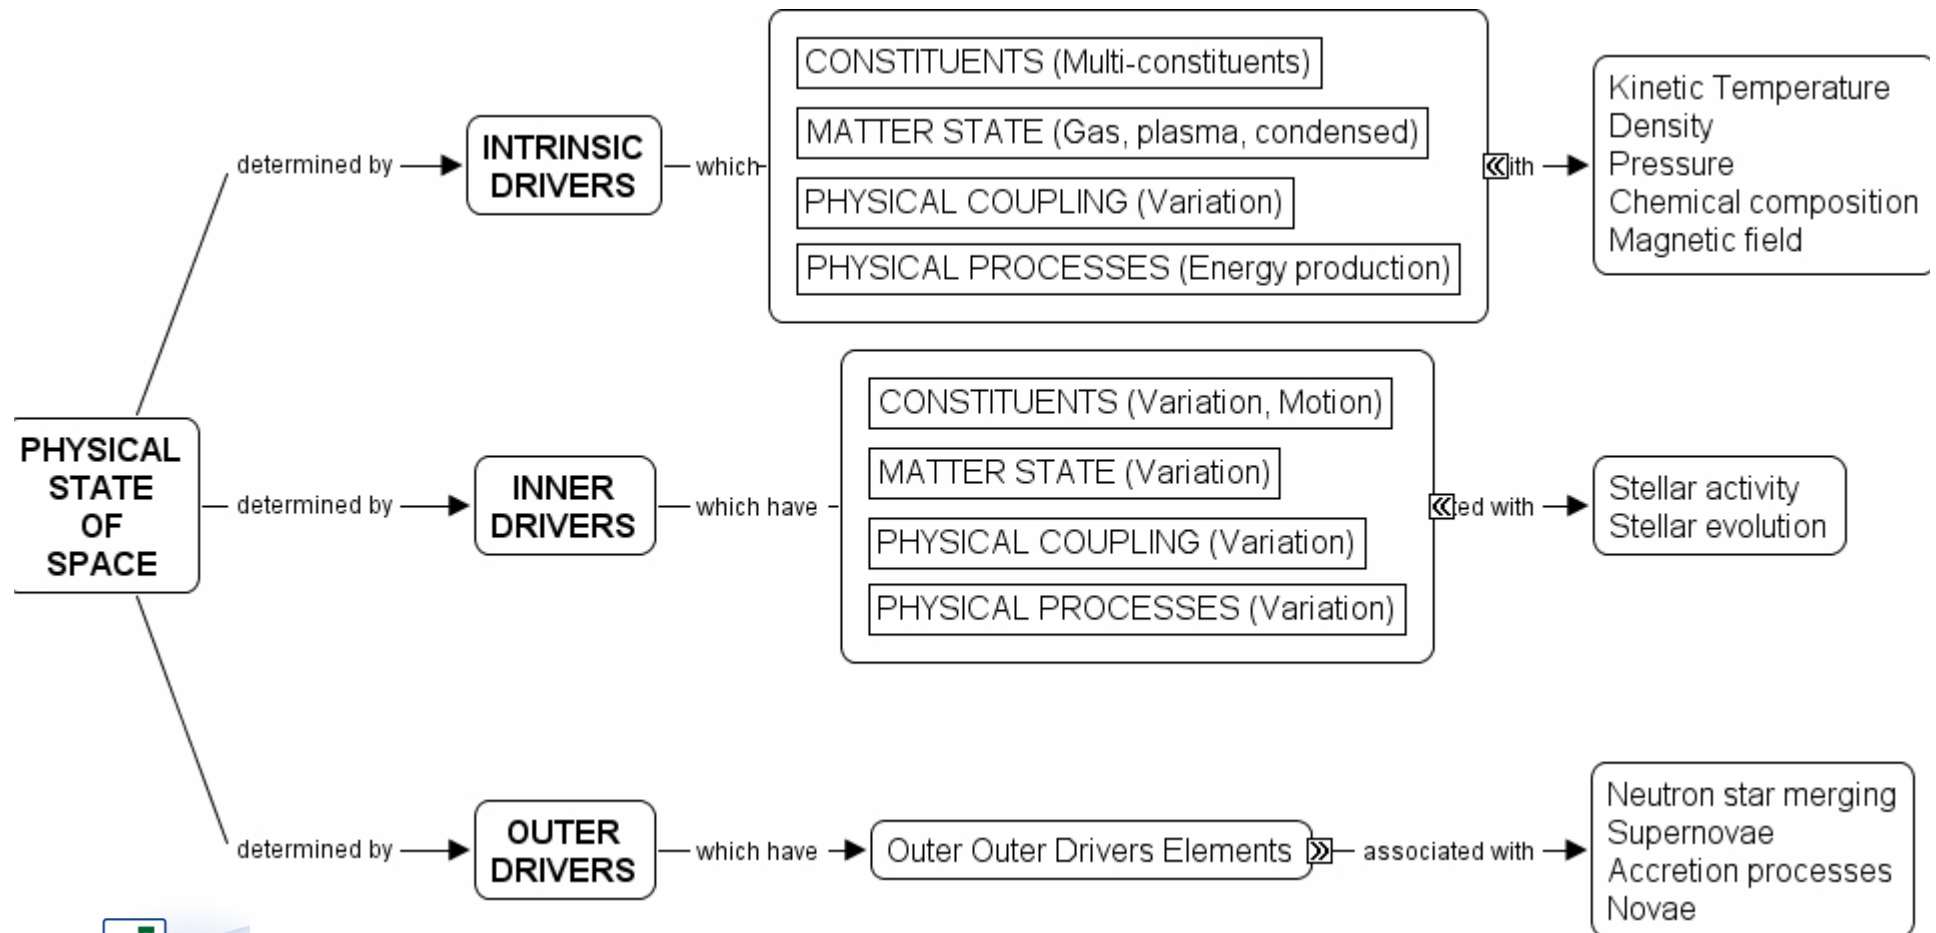 CONSTITUENTS (Multi-constituents)
MATTER STATE (Gas, plasma, condensed)
PHYSICAL COUPLING (Variation)
PHYSICAL PROCESSES (Energy production)
determined by
INTRINSIC
DRIVERS
which
ith
Kinetic Temperature
Density
Pressure
Chemical composition
Magnetic field
PHYSICAL
STATE
OF
SPACE
determined by
INNER
DRIVERS
which have
CONSTITUENTS (Variation, Motion)
MATTER STATE (Variation)
PHYSICAL COUPLING (Variation)
PHYSICAL PROCESSES (Variation)
ted with
Stellar activity
Stellar evolution
determined by
OUTER
DRIVERS
which have
Outer Outer Drivers Elements
associated with
Neutron star merging
Supernovae
Accretion processes
Novae